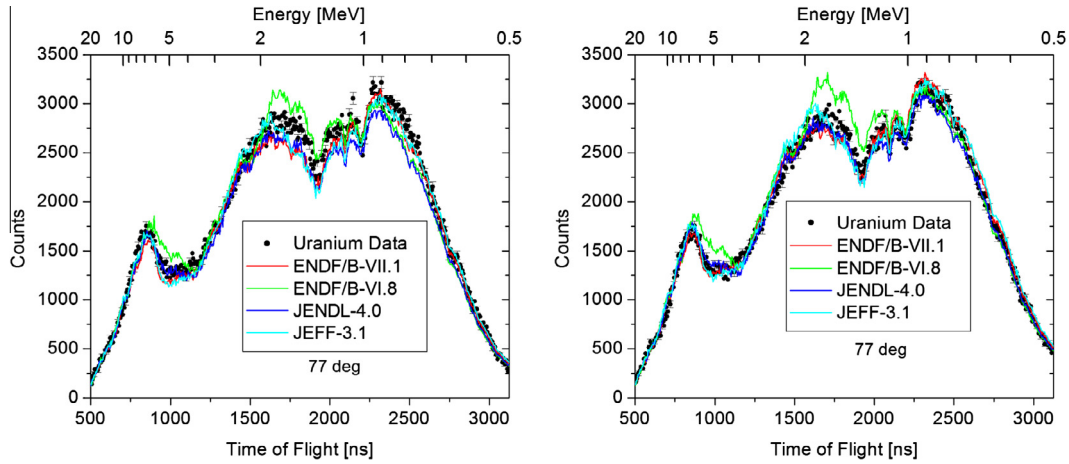 Energy [MeV]
20 10 5 2 1 0.5
3500
3000
2500
2000
1500
1000
500
0
Counts
Uranium Data
ENDF/B-VII.1
ENDF/B-VI.8
JENDL-4.0
JEFF-3.1
77 deg
500 1000 1500 2000 2500 3000
Time of Flight [ns]
Energy [MeV]
20 10 5 2 1 0.5
3500
3000
2500
2000
1500
1000
500
0
Counts
Uranium Data
ENDF/B-VII.1
ENDF/B-VI.8
JENDL-4.0
JEFF-3.1
77 deg
500 1000 1500 2000 2500 3000
Time of Flight [ns]